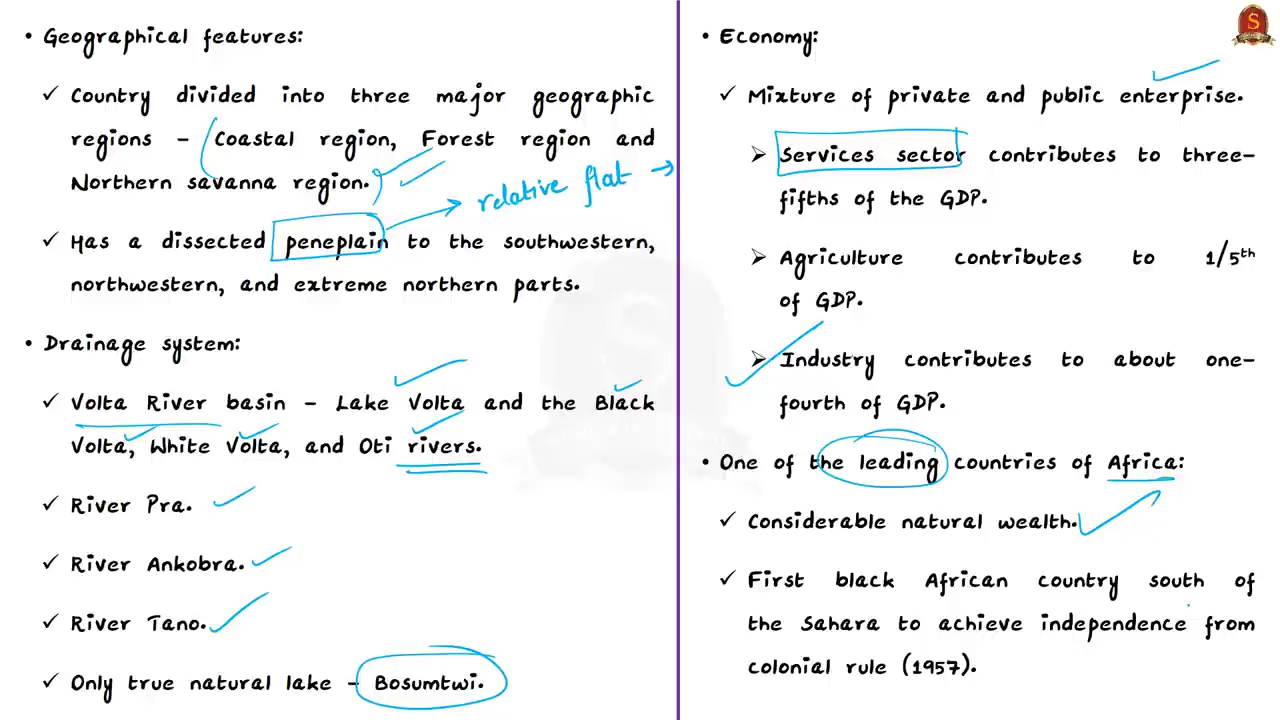 • Geographical features:
✓ Country divided into three major geographic
regions - Coastal region, Forest region and
Northern savanna region.
relative flat →
✓ Has a dissected peneplain to the southwestern,
northwestern, and extreme northern parts.
• Drainage system:
✓ Volta River basin - Lake Volta and the Black
Volta, White Volta, and Oti rivers.
✓ River Pra.
✓ River Ankobra.
✓ River Tano.
✓ Only true natural lake - Bosumtwi.
• Economy:
✓ Mixture of private and public enterprise.
➢ Services sector contributes to three-
fifths of the GDP.
➢ Agriculture contributes to 1/5th
of GDP.
➢ Industry contributes to about one-
fourth of GDP.
• One of the leading countries of Africa:
✓ Considerable natural wealth.
✓ First black African country south of
the Sahara to achieve independence from
colonial rule (1957).
S